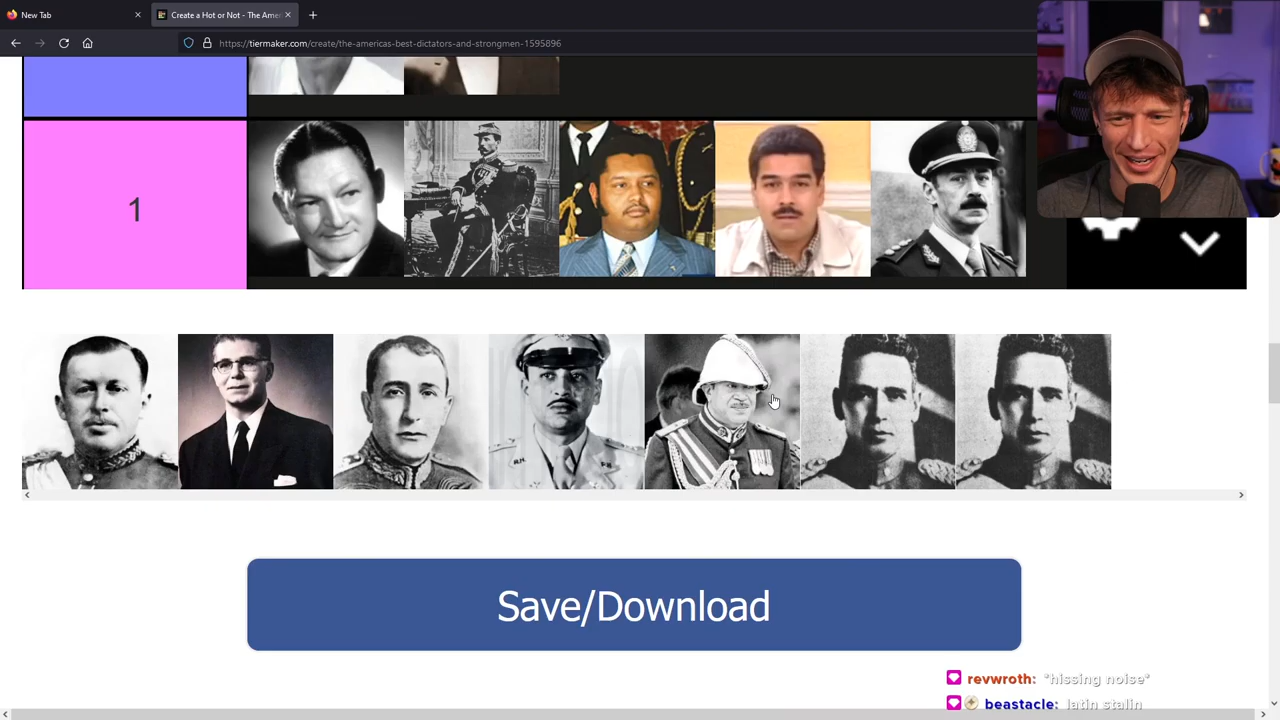 New Tab
Create a Hot or Not - The Ame
https://tiermaker.com/create/the-americas-best-dictators-and-strongmen-1595896
1
Save/Download
revwroth: *hissing noise*
beastacle: latin stalin